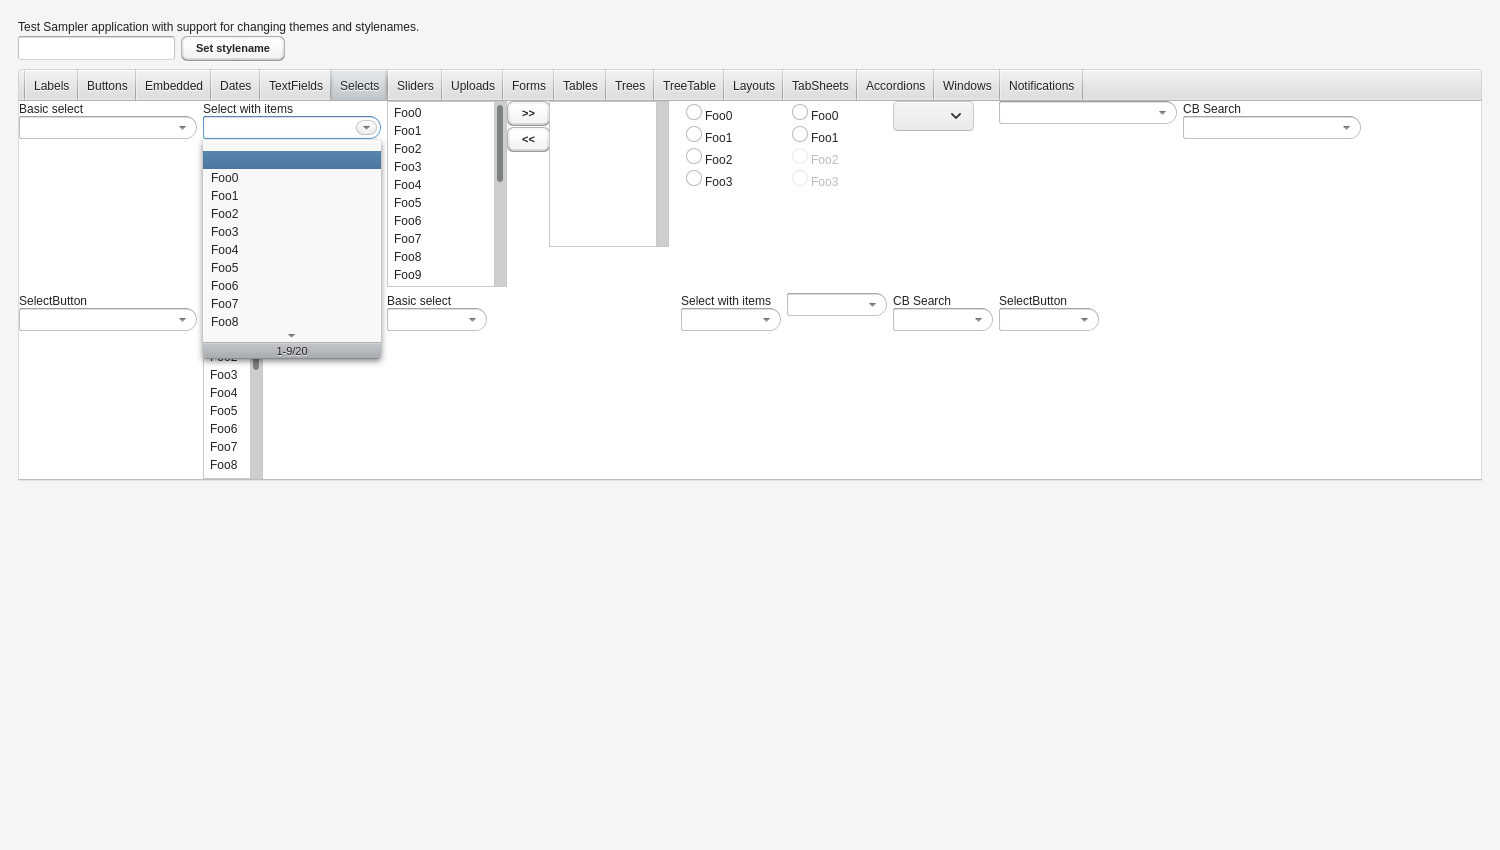 Test Sampler application with support for changing themes and stylenames.
Set stylename
Labels Buttons Embedded Dates TextFields Selects Sliders Uploads Forms Tables Trees TreeTable Layouts TabSheets Accordions Windows Notifications
Basic select
Select with items
Foo0
Foo1
Foo2
Foo3
Foo4
Foo5
Foo6
Foo7
Foo8
1-9/20
Foo0
Foo1
Foo2
Foo3
Foo4
Foo5
Foo6
Foo7
Foo8
Foo9
>>
<<
Foo0
Foo1
Foo2
Foo3
Foo0
Foo1
Foo2
Foo3
CB Search
SelectButton
Foo2
Foo3
Foo4
Foo5
Foo6
Foo7
Foo8
Basic select
Select with items
CB Search
SelectButton